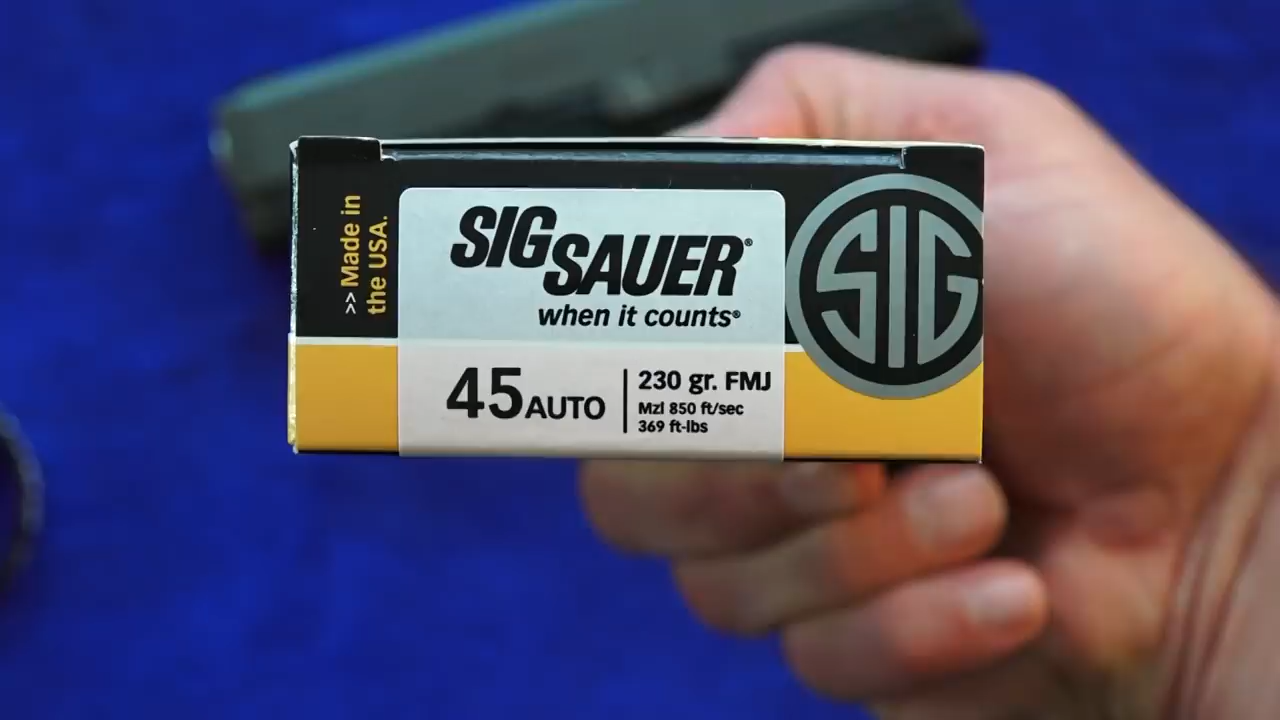 >> Made in
the USA.
SIG SAUER®
when it counts®
SIG
45 AUTO
230 gr. FMJ
Mzl 850 ft/sec
369 ft-lbs